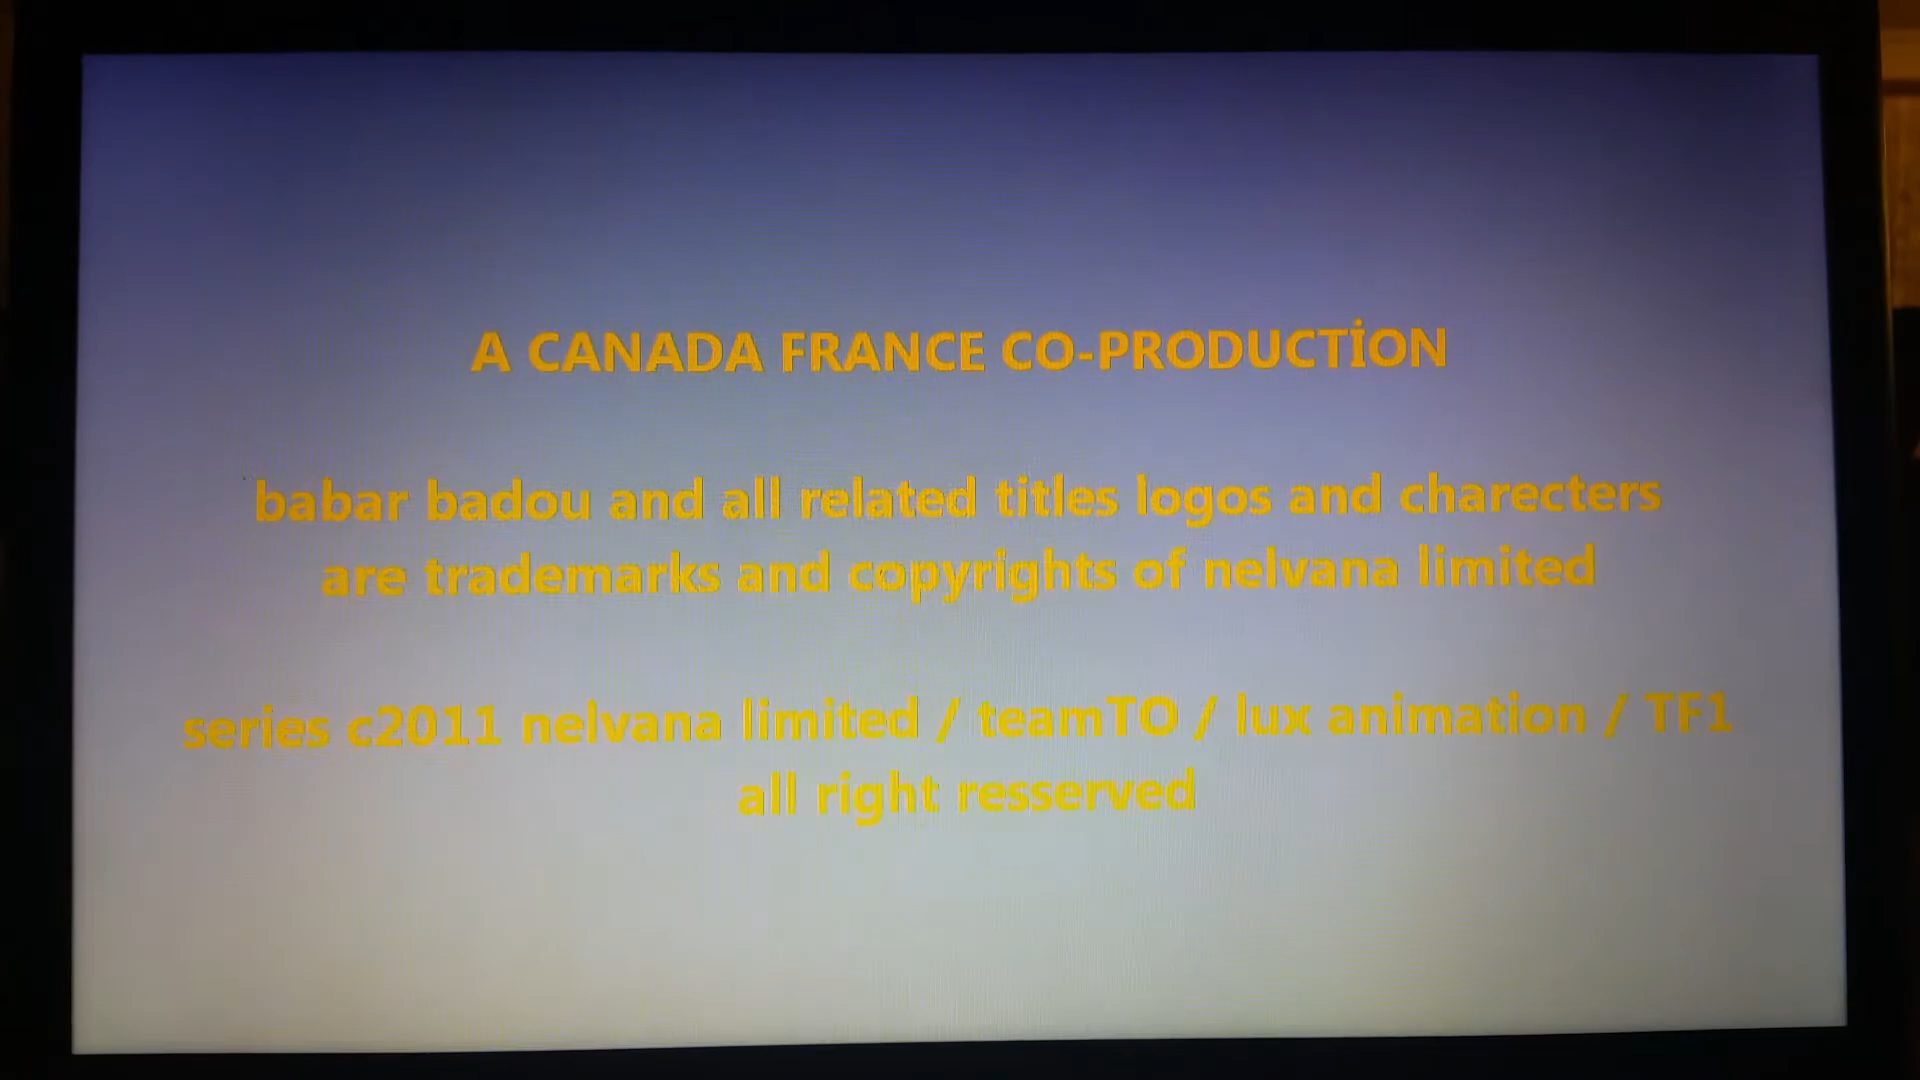 A CANADA FRANCE CO-PRODUCTİON
babar badou and all related titles logos and charecters
are trademarks and copyrights of nelvana limited
series c2011 nelvana limited / teamTO / lux animation / TF1
all right resserved